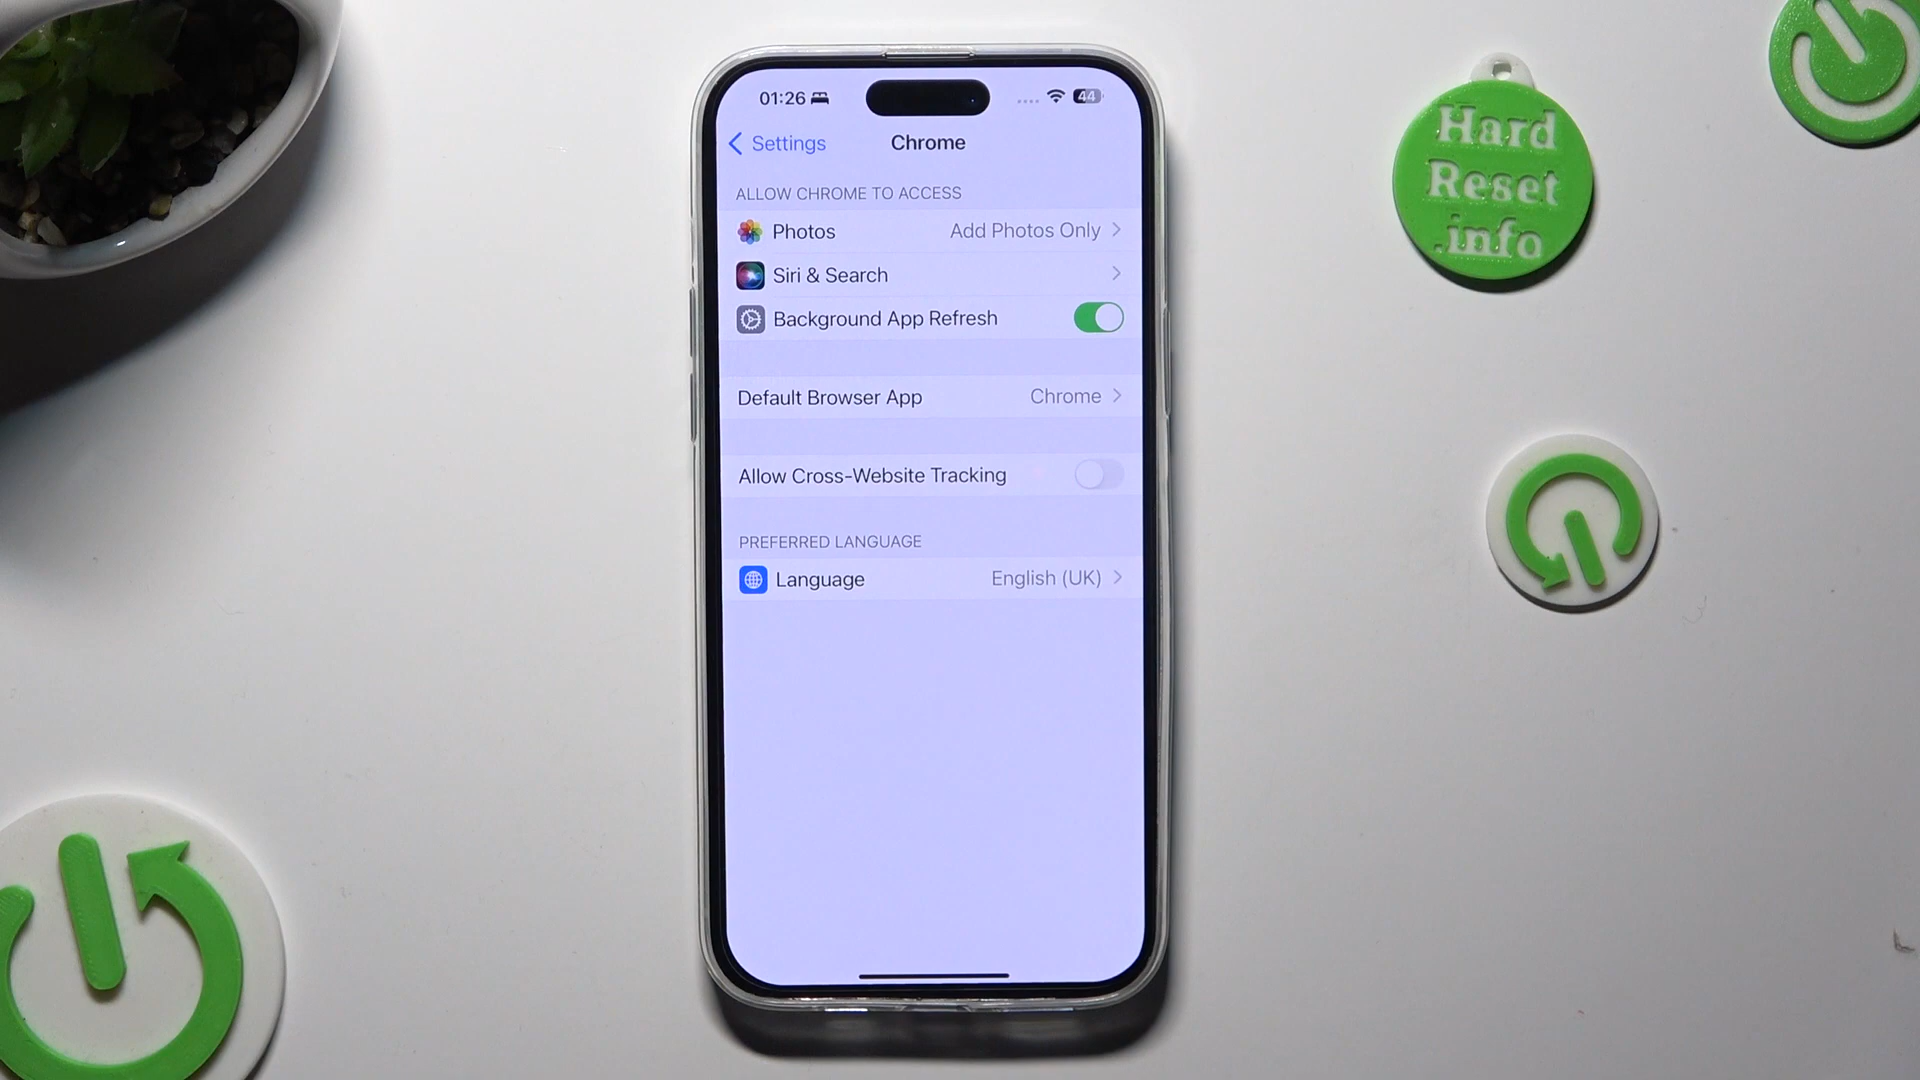 01:26
44
Settings
Chrome
ALLOW CHROME TO ACCESS
Photos Add Photos Only
Siri & Search
Background App Refresh
Default Browser App Chrome
Allow Cross-Website Tracking
PREFERRED LANGUAGE
Language English (UK)
Hard
Reset
.info